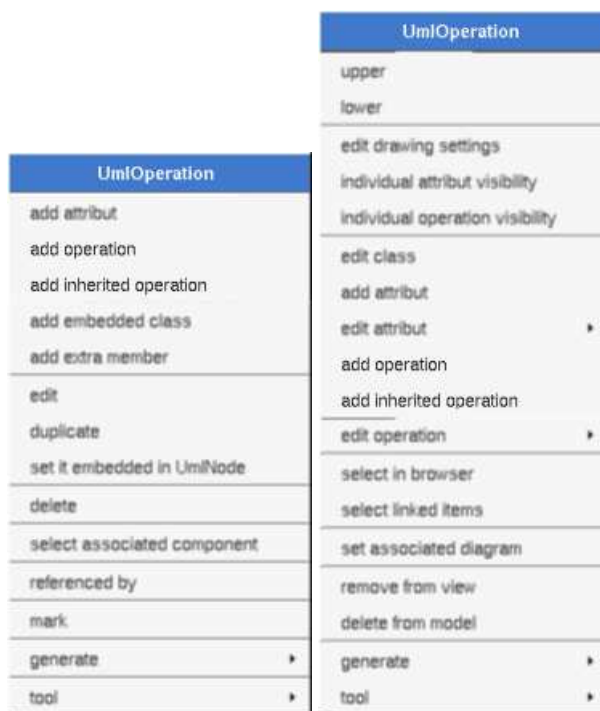 UmlOperation
add attribut
add operation
add inherited operation
add embedded class
add extra member
edit
duplicate
set it embedded in UmlNode
delete
select associated component
referenced by
mark
generate
tool
UmlOperation
upper
lower
edit drawing settings
individual attribut visibility
individual operation visibility
edit class
add attribut
edit attribut
add operation
add inherited operation
edit operation
select in browser
select linked items
set associated diagram
remove from view
delete from model
generate
tool